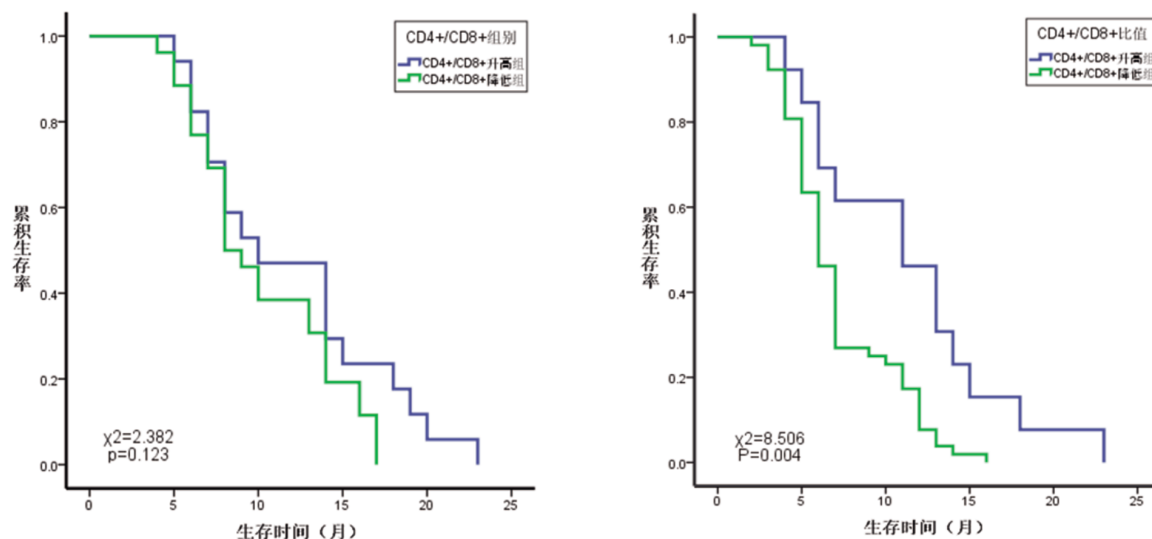 CD4+/CD8+组别
CD4+/CD8+升高组
CD4+/CD8+降低组
1.0
0.8
0.6
0.4
0.2
0.0
累积生存率
χ2=2.382
p=0.123
0 5 10 15 20 25
生存时间（月）
CD4+/CD8+比值
CD4+/CD8+升高组
CD4+/CD8+降低组
1.0
0.8
0.6
0.4
0.2
0.0
累积生存率
χ2=8.506
P=0.004
0 5 10 15 20 25
生存时间（月）